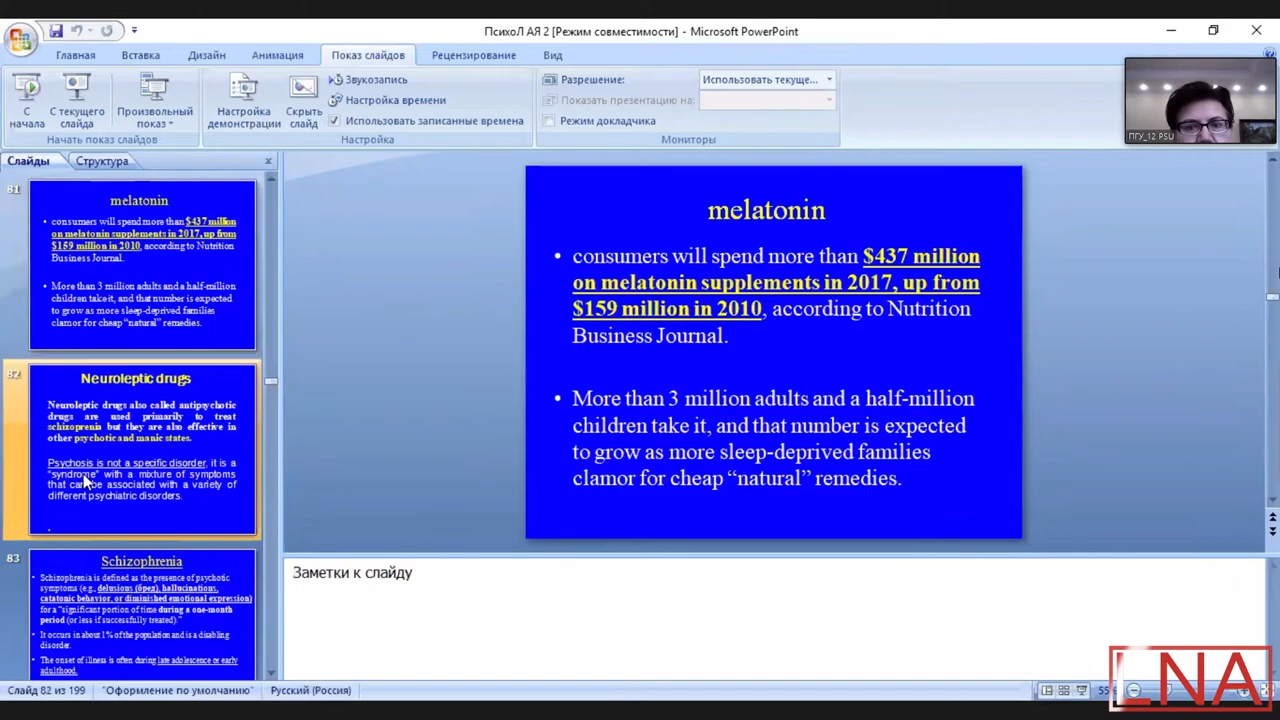 ПсихоЛ АЯ 2 [Режим совместимости] - Microsoft PowerPoint
Главная
Вставка
Дизайн
Анимация
Показ слайдов
Рецензирование
Вид
С начала
С текущего слайда
Произвольный показ
Начать показ слайдов
Настройка демонстрации
Скрыть слайд
Звукозапись
Настройка времени
Использовать записанные времена
Настройка
Разрешение:
Использовать текуще...
Показать презентацию на:
Режим докладчика
Мониторы
ПГУ_12 PSU
Слайды
Структура
81
melatonin
• consumers will spend more than $437 million
on melatonin supplements in 2017, up from
$159 million in 2010, according to Nutrition
Business Journal.
• More than 3 million adults and a half-million
children take it, and that number is expected
to grow as more sleep-deprived families
clamor for cheap “natural” remedies.
82
Neuroleptic drugs
Neuroleptic drugs also called antipsychotic
drugs are used primarily to treat
schizoprenia but they are also effective in
other psychotic and manic states.
Psychosis is not a specific disorder, it is a
“syndrome” with a mixture of symptoms
that can be associated with a variety of
different psychiatric disorders.
83
Schizophrenia
• Schizophrenia is defined as the presence of psychotic
symptoms (e.g., delusions (бред), hallucinations,
catatonic behavior, or diminished emotional expression)
for a “significant portion of time during a one-month
period (or less if successfully treated).”
• It occurs in about 1% of the population and is a disabling
disorder.
• The onset of illness is often during late adolescence or early
adulthood.
melatonin
• consumers will spend more than $437 million
on melatonin supplements in 2017, up from
$159 million in 2010, according to Nutrition
Business Journal.
• More than 3 million adults and a half-million
children take it, and that number is expected
to grow as more sleep-deprived families
clamor for cheap “natural” remedies.
Заметки к слайду
Слайд 82 из 199
"Оформление по умолчанию"
Русский (Россия)
LNA